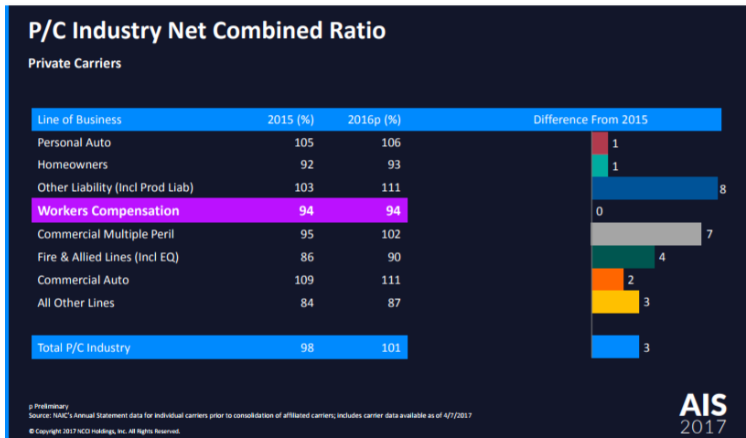 P/C Industry Net Combined Ratio
Private Carriers
Line of Business 2015 (%) 2016p (%) Difference From 2015
Personal Auto 105 106 1
Homeowners 92 93 1
Other Liability (Incl Prod Liab) 103 111 8
Workers Compensation 94 94 0
Commercial Multiple Peril 95 102 7
Fire & Allied Lines (Incl EQ) 86 90 4
Commercial Auto 109 111 2
All Other Lines 84 87 3
Total P/C Industry 98 101 3
p Preliminary
Source: NAIC's Annual Statement data for individual carriers prior to consolidation of affiliated carriers; includes carrier data available as of 4/7/2017
© Copyright 2017 NCCI Holdings, Inc. All Rights Reserved.
AIS
2017